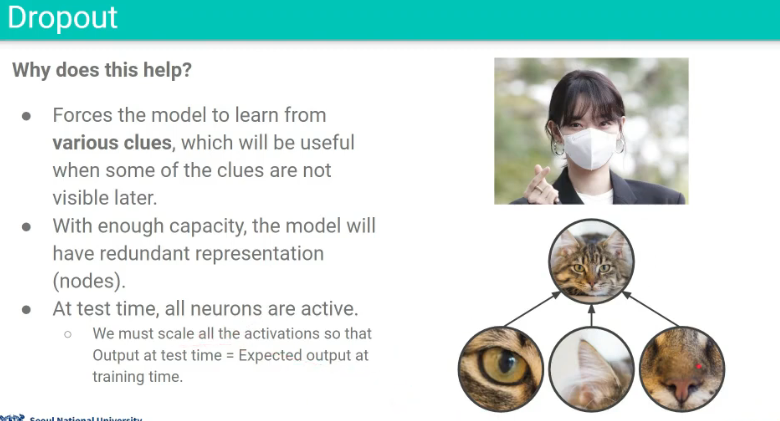 Dropout
Why does this help?
● Forces the model to learn from
various clues, which will be useful
when some of the clues are not
visible later.
● With enough capacity, the model will
have redundant representation
(nodes).
● At test time, all neurons are active.
○ We must scale all the activations so that
Output at test time = Expected output at
training time.
Seoul National University